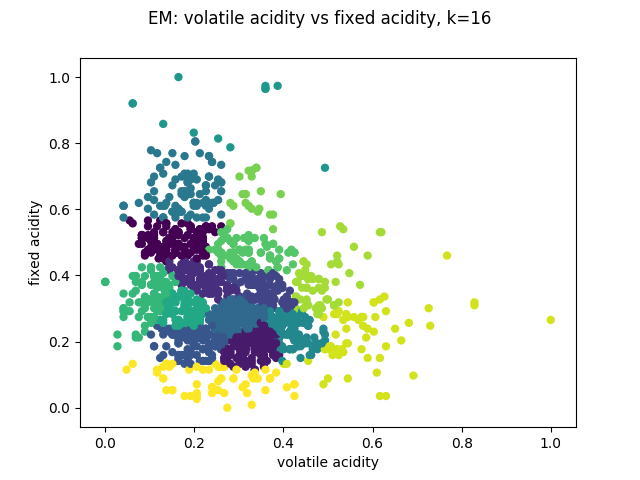 EM: volatile acidity vs fixed acidity, k=16
1.0
0.8
0.6
0.4
0.2
0.0
fixed acidity
0.0 0.2 0.4 0.6 0.8 1.0
volatile acidity